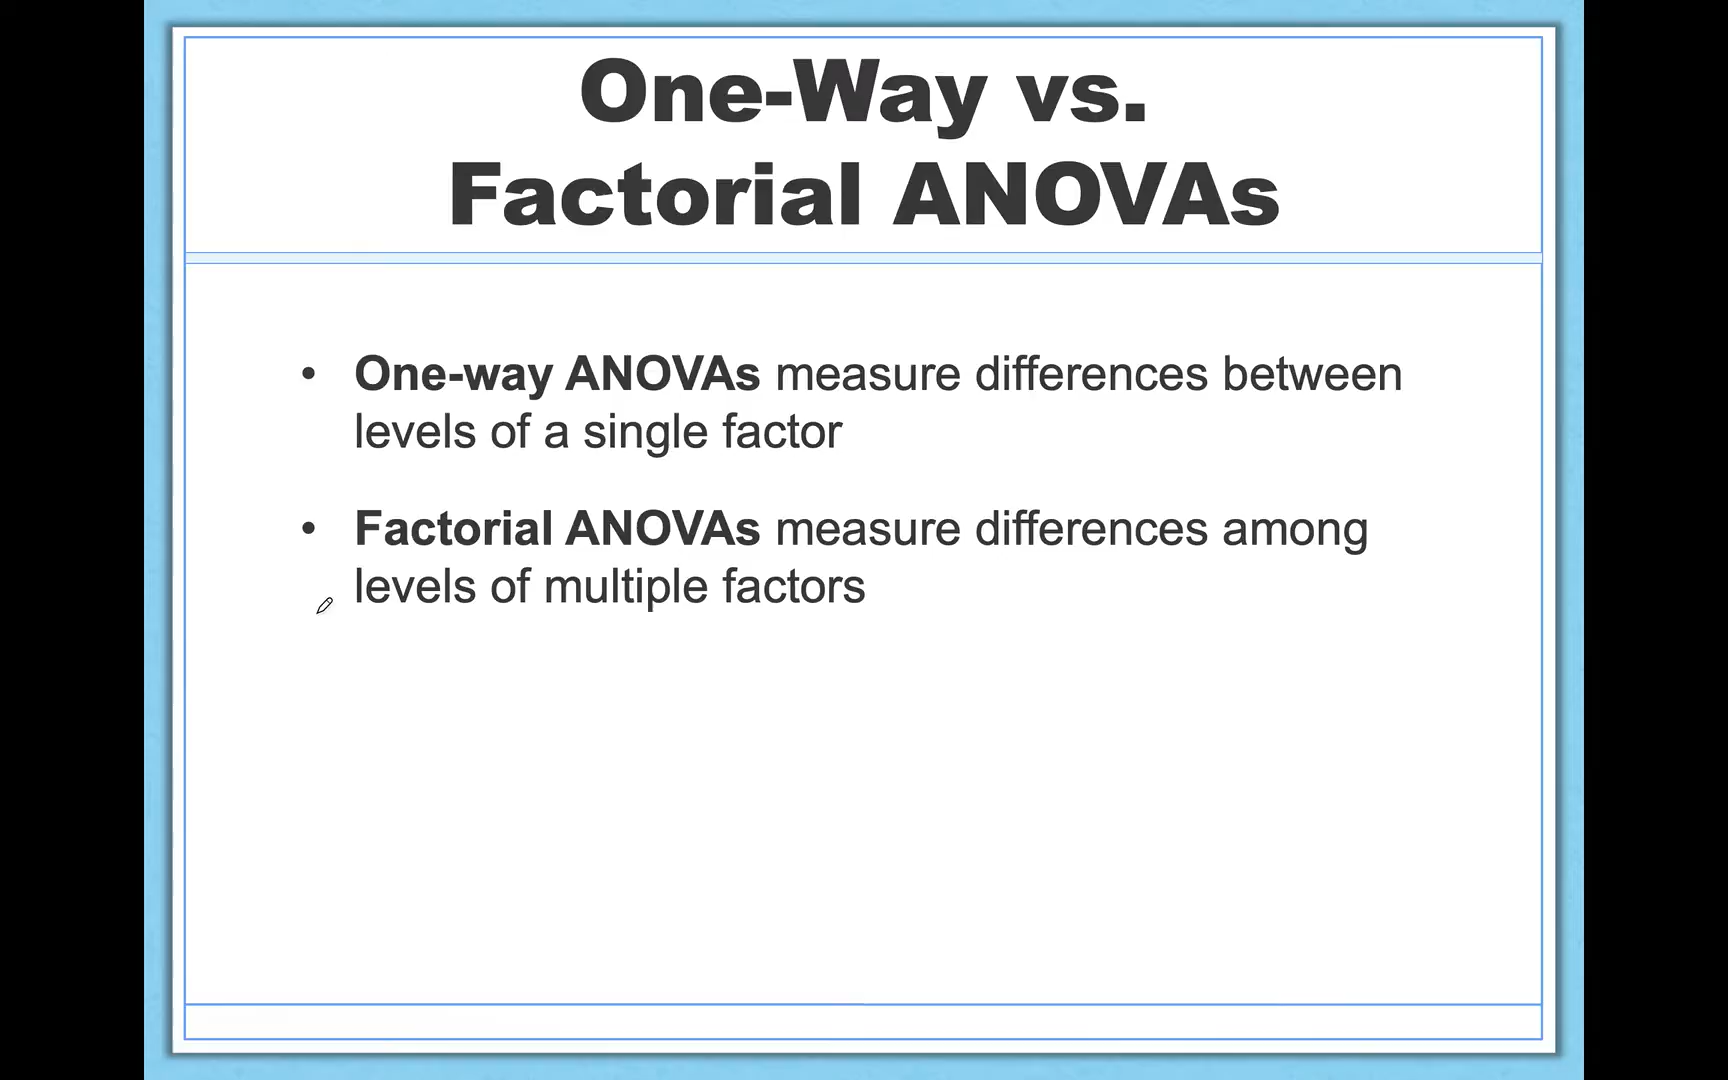 One-Way vs.
Factorial ANOVAs
• One-way ANOVAs measure differences between
levels of a single factor
• Factorial ANOVAs measure differences among
levels of multiple factors